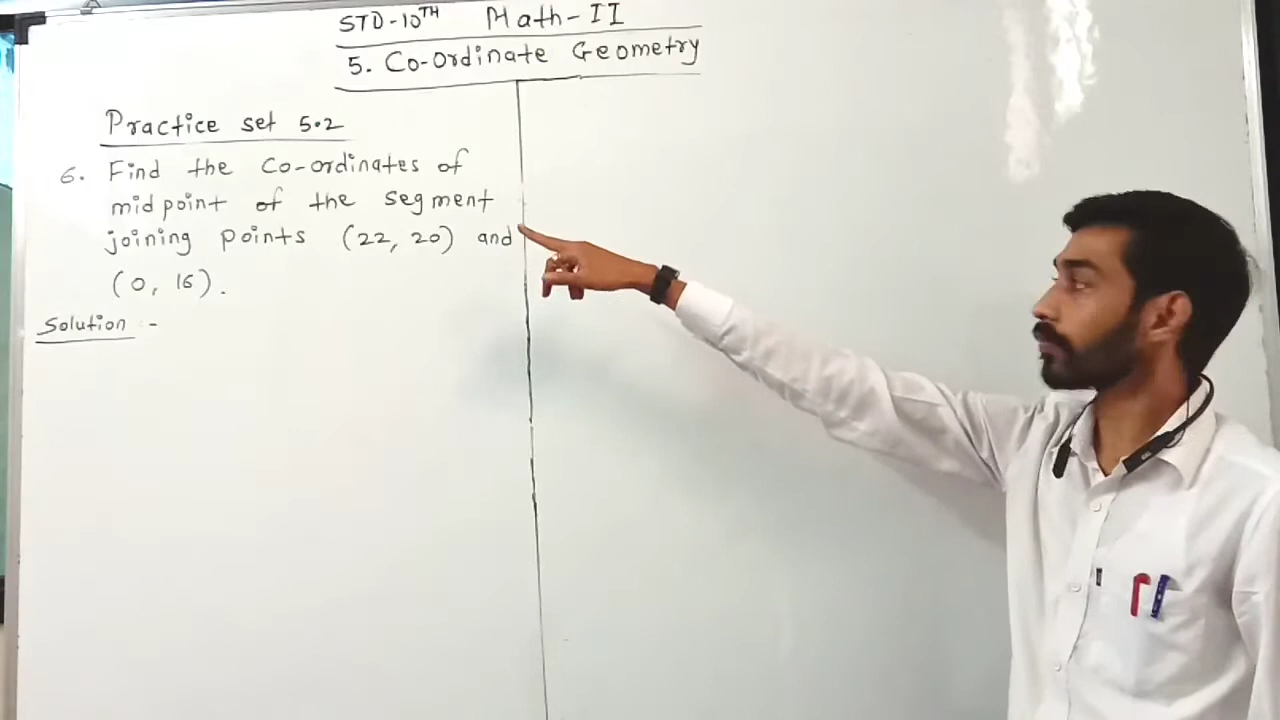 STD-10TH Math-II
5. Co-ordinate Geometry
Practice set 5.2
6. Find the Co-ordinates of
midpoint of the segment
joining points (22, 20) and
(0, 16).
Solution :-